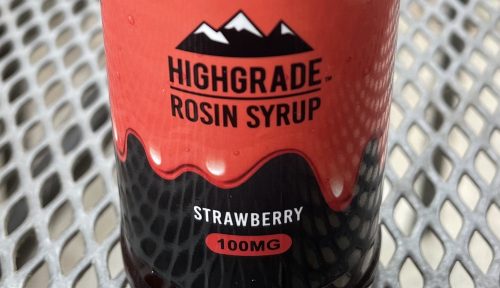 HIGHGRADE™
ROSIN SYRUP
STRAWBERRY
100MG